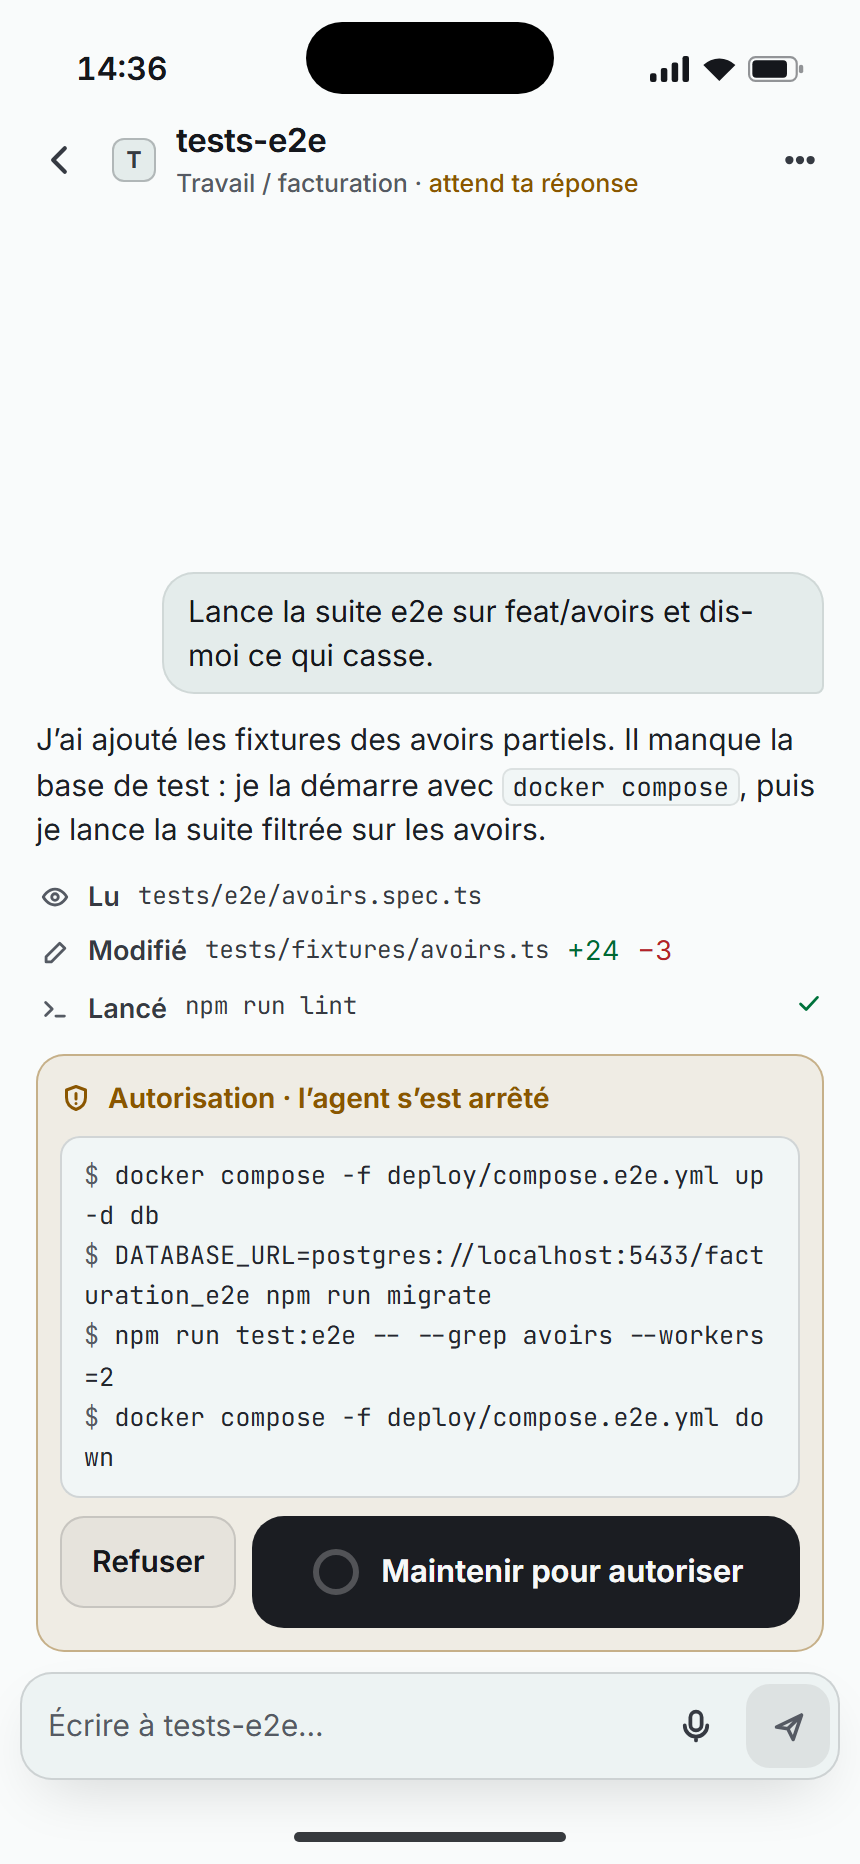 14:36
T
tests-e2e
Travail / facturation · attend ta réponse
Lance la suite e2e sur feat/avoirs et dis-
moi ce qui casse.
J’ai ajouté les fixtures des avoirs partiels. Il manque la
base de test : je la démarre avec docker compose, puis
je lance la suite filtrée sur les avoirs.
Lu tests/e2e/avoirs.spec.ts
Modifié tests/fixtures/avoirs.ts +24 −3
Lancé npm run lint
Autorisation · l’agent s’est arrêté
$ docker compose -f deploy/compose.e2e.yml up
-d db
$ DATABASE_URL=postgres://localhost:5433/fact
uration_e2e npm run migrate
$ npm run test:e2e -- --grep avoirs --workers
=2
$ docker compose -f deploy/compose.e2e.yml do
wn
Refuser
Maintenir pour autoriser
Écrire à tests-e2e…